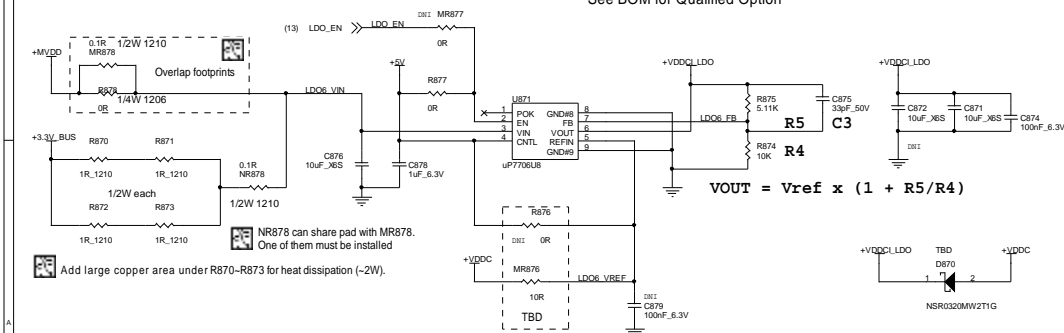 See BOM for Qualified Option
DNI MR877
(13) LDO_EN LDO_EN
0R
0.1R 1/2W 1210
MR878
+MVDD
Overlap footprints
R878 1/4W 1206
0R
LDO6_VIN
+5V
R877
0R
U871
1 POK
2 EN
3 VIN
4 CNTL
GND#8 8
FB 7
VOUT 6
REFIN 5
GND#9 9
uP7706U8
+VDDCI_LDO
R875
5.11K
C875
33pF_50V
LDO6_FB
R5 C3
R874
10K
R4
VOUT = Vref x (1 + R5/R4)
+VDDCI_LDO
C872
10uF_X6S
C871
10uF_X6S
C874
100nF_6.3V
DNI
+3.3V_BUS
R870 R871
1R_1210 1R_1210
1/2W each
R872 R873
1R_1210 1R_1210
0.1R
NR878
1/2W 1210
C876
10uF_X6S
C878
1uF_6.3V
NR878 can share pad with MR878.
One of them must be installed
Add large copper area under R870~R873 for heat dissipation (~2W).
R876
DNI 0R
+VDDC
MR876
LDO6_VREF
10R
TBD
DNI
C879
100nF_6.3V
+VDDCI_LDO
TBD
D870
+VDDC
1 2
NSR0320MW2T1G
A